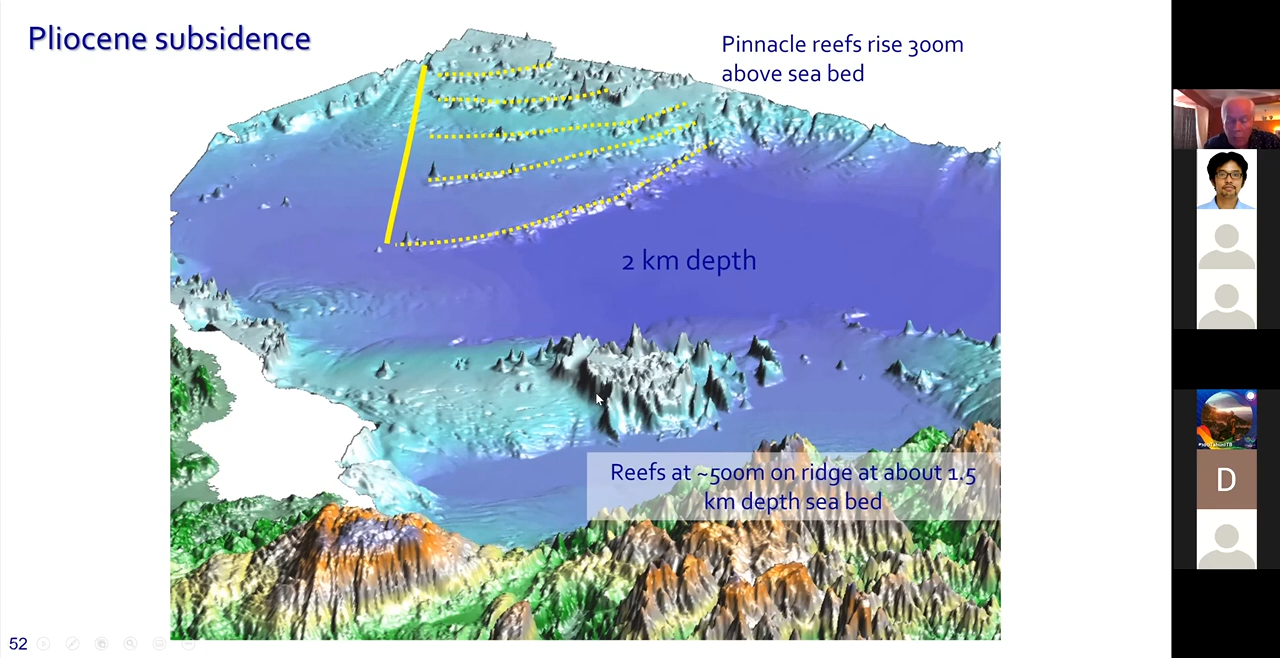 Pliocene subsidence
Pinnacle reefs rise 300m
above sea bed
2 km depth
Reefs at ~500m on ridge at about 1.5
km depth sea bed
52
D